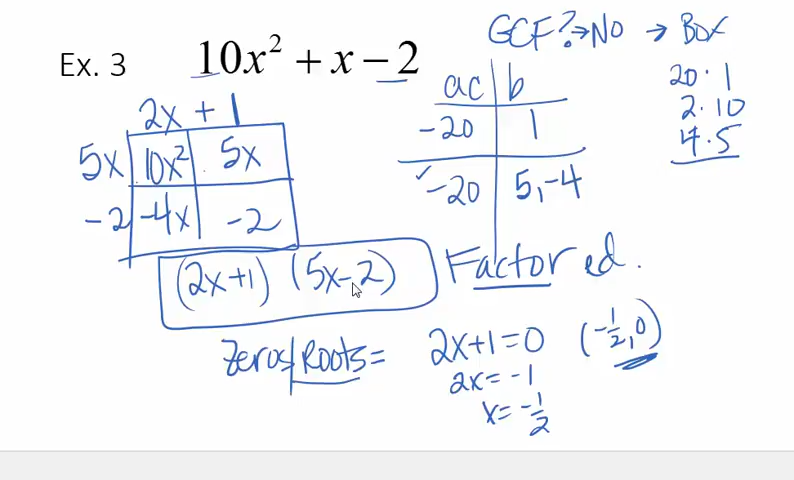 GCF? → No → Box
Ex. 3 10x² + x − 2
ac | b
-20 | 1
-20 | 5, -4
20 · 1
2 · 10
4 · 5
2x + 1
5x 10x² 5x
-2 -4x -2
(2x+1) (5x-2) Factored.
Zeros/Roots = 2x+1=0 (-1/2, 0)
2x = -1
x = -1/2